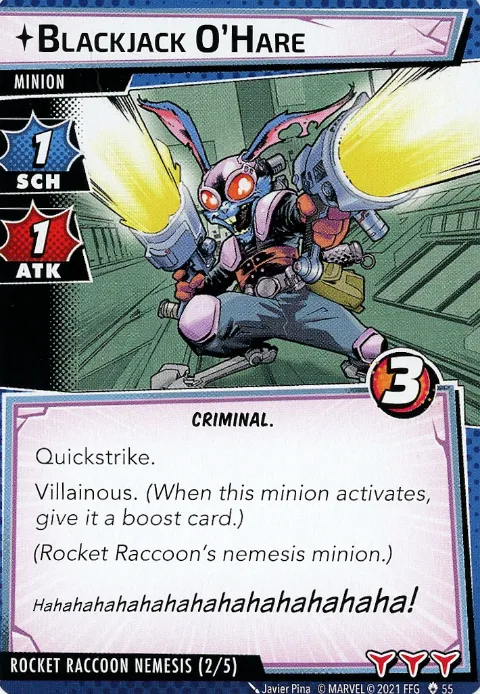 Blackjack O'Hare
MINION
1
SCH
1
ATK
3
CRIMINAL.
Quickstrike.
Villainous. (When this minion activates,
give it a boost card.)
(Rocket Raccoon's nemesis minion.)
Hahahahahahahahahahahahahaha!
ROCKET RACCOON NEMESIS (2/5)
Javier Pina © MARVEL © 2021 FFG 55